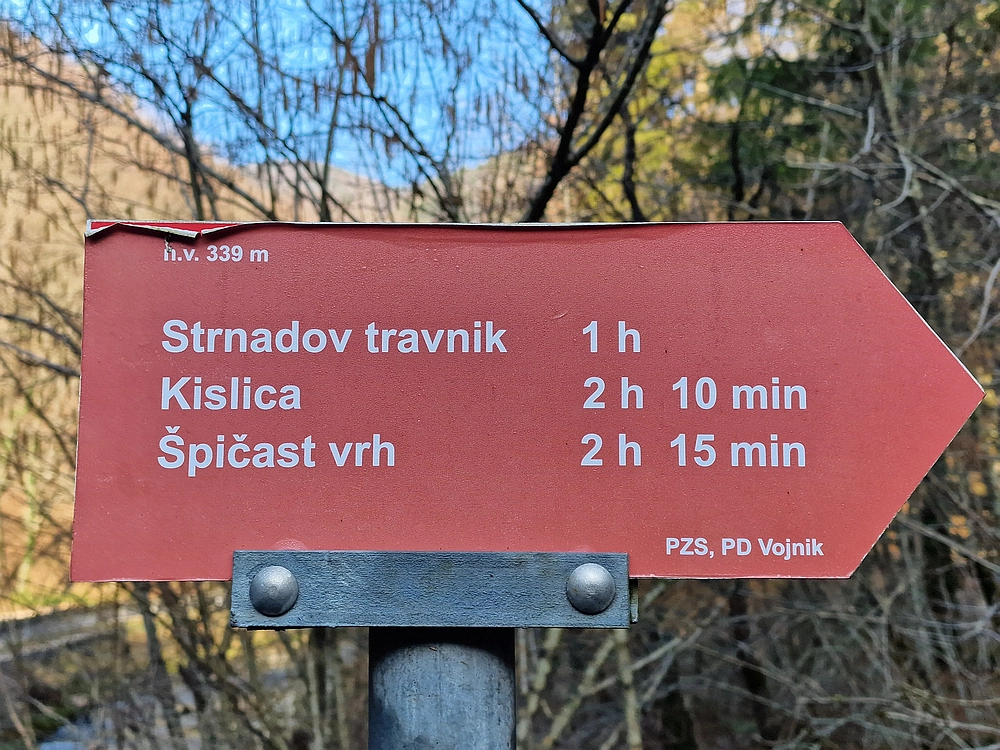 n.v. 339 m
Strnadov travnik 1 h
Kislica 2 h 10 min
Špičast vrh 2 h 15 min
PZS, PD Vojnik